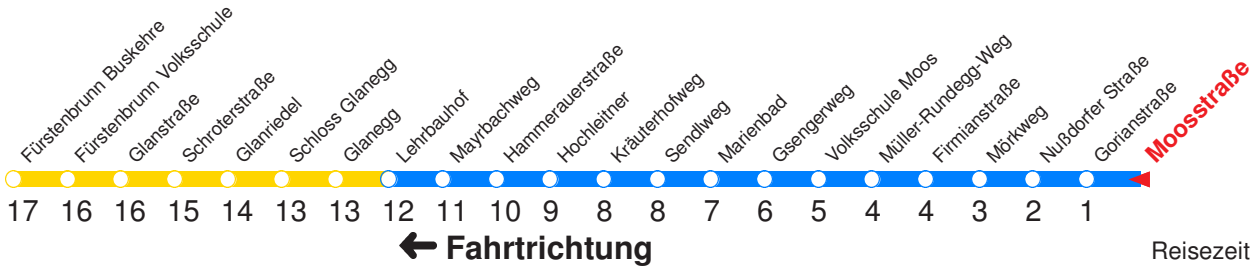 Fürstenbrunn Buskehre
Fürstenbrunn Volksschule
Glanstraße
Schroterstraße
Glanriedel
Schloss Glanegg
Glanegg
Lehrbauhof
Mayrbachweg
Hammerauerstraße
Hochleitner
Kräuterhofweg
Sendlweg
Marienbad
Gsengerweg
Volksschule Moos
Müller-Rundegg-Weg
Firmianstraße
Mörkweg
Nußdorfer Straße
Gorianstraße
Moosstraße
17 16 16 15 14 13 13 12 11 10 9 8 8 7 6 5 4 4 3 2 1
← Fahrtrichtung
Reisezeit